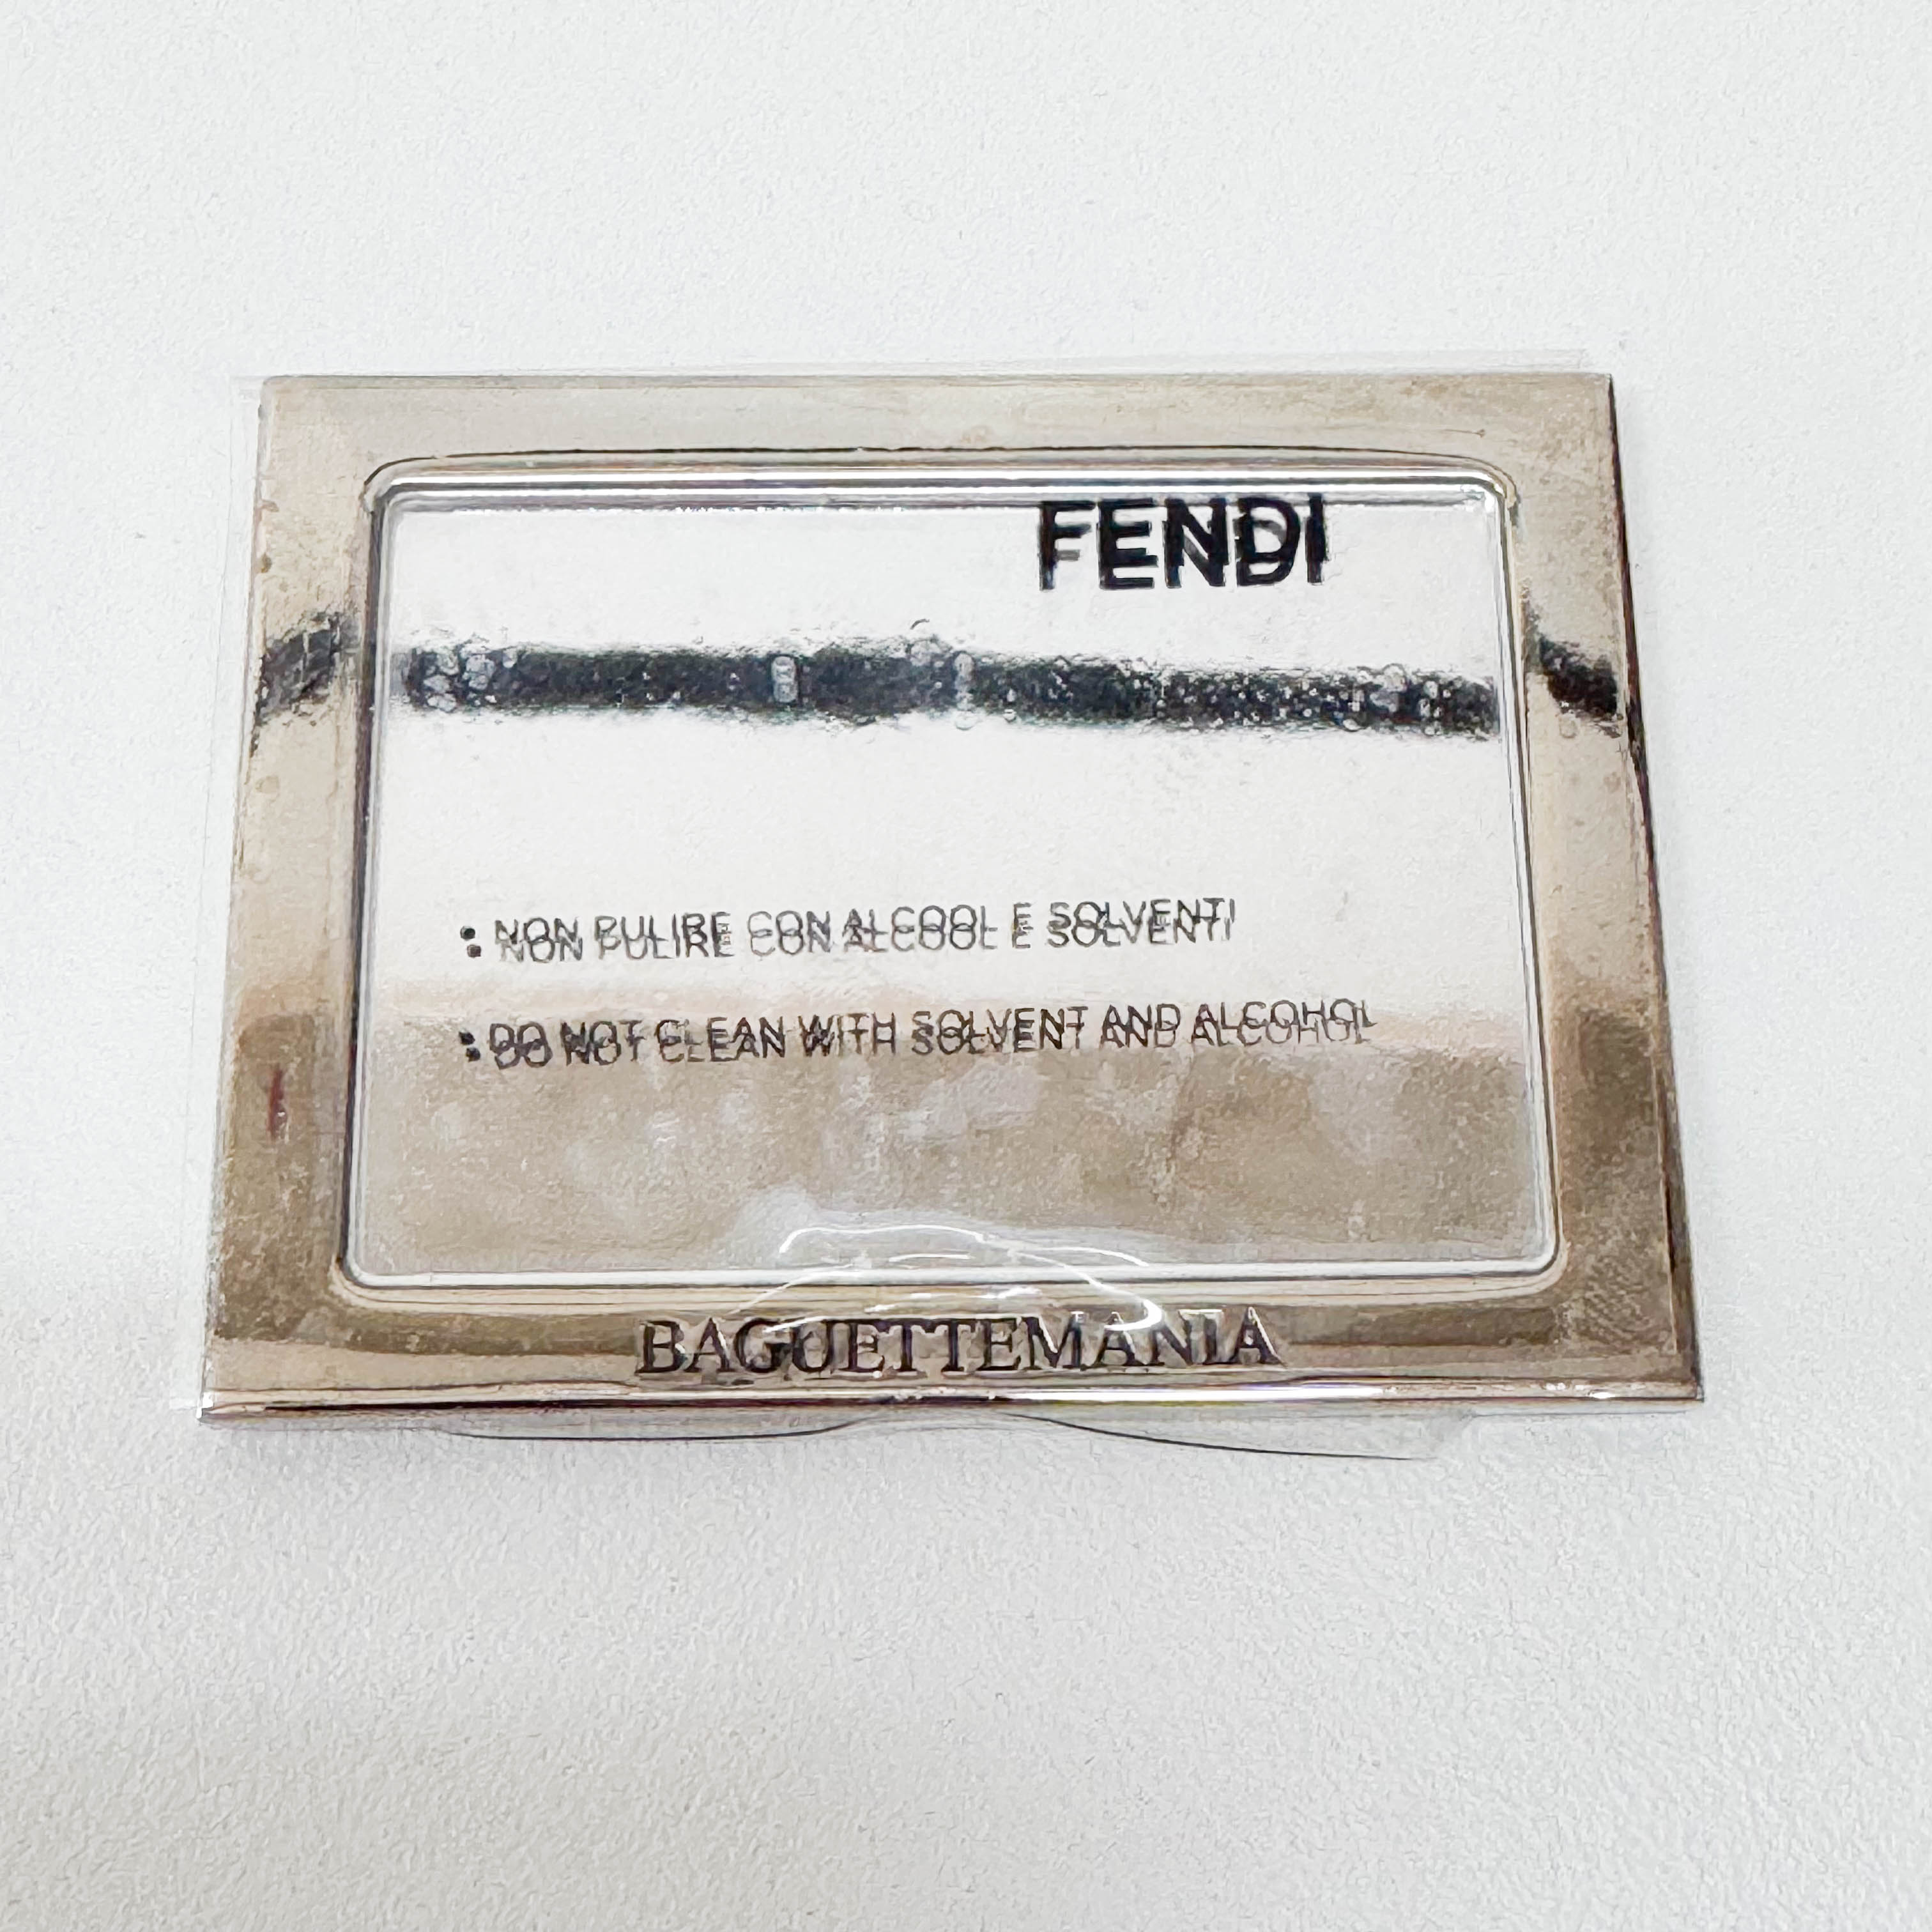 FENDI
• NON PULIRE CON ALCOOL E SOLVENTI
• DO NOT CLEAN WITH SOLVENT AND ALCOHOL
BAGUETTEMANIA